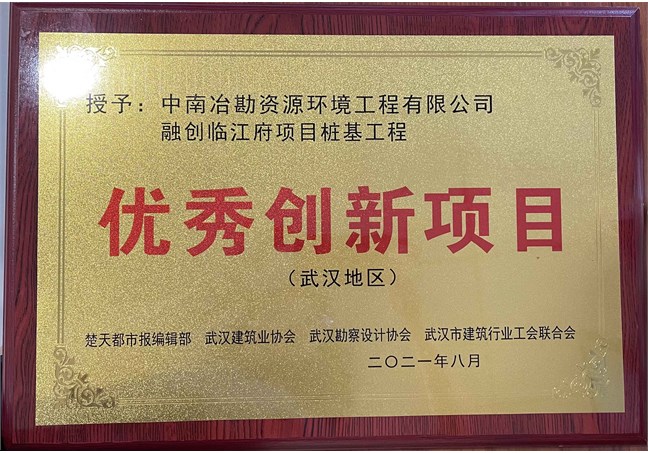 授予：中南冶勘资源环境工程有限公司
融创临江府项目桩基工程
优秀创新项目
（武汉地区）
楚天都市报编辑部 武汉建筑业协会 武汉勘察设计协会 武汉市建筑行业工会联合会
二〇二一年八月